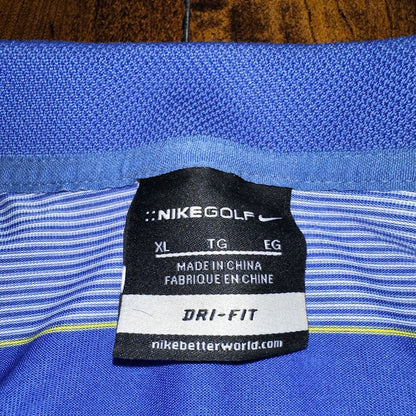 ::NIKEGOLF
XL TG EG
MADE IN CHINA
FABRIQUE EN CHINE
DRI-FIT
nikebetterworld.com